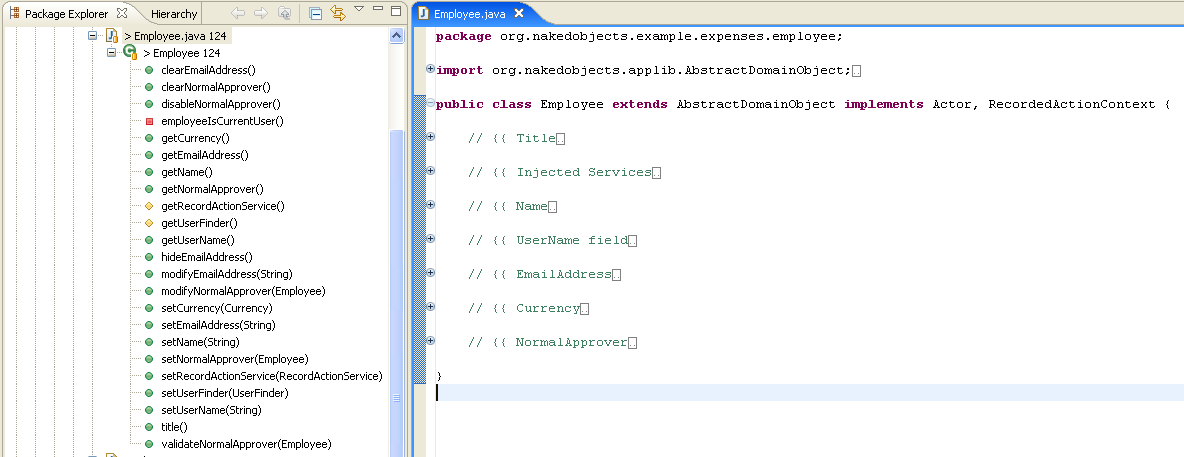 Package Explorer
Hierarchy
> Employee.java 124
> Employee 124
clearEmailAddress()
clearNormalApprover()
disableNormalApprover()
employeeIsCurrentUser()
getCurrency()
getEmailAddress()
getName()
getNormalApprover()
getRecordActionService()
getUserFinder()
getUserName()
hideEmailAddress()
modifyEmailAddress(String)
modifyNormalApprover(Employee)
setCurrency(Currency)
setEmailAddress(String)
setName(String)
setNormalApprover(Employee)
setRecordActionService(RecordActionService)
setUserFinder(UserFinder)
setUserName(String)
title()
validateNormalApprover(Employee)
Employee.java
package org.nakedobjects.example.expenses.employee;
import org.nakedobjects.applib.AbstractDomainObject;
public class Employee extends AbstractDomainObject implements Actor, RecordedActionContext {
// {{ Title
// {{ Injected Services
// {{ Name
// {{ UserName field
// {{ EmailAddress
// {{ Currency
// {{ NormalApprover
}